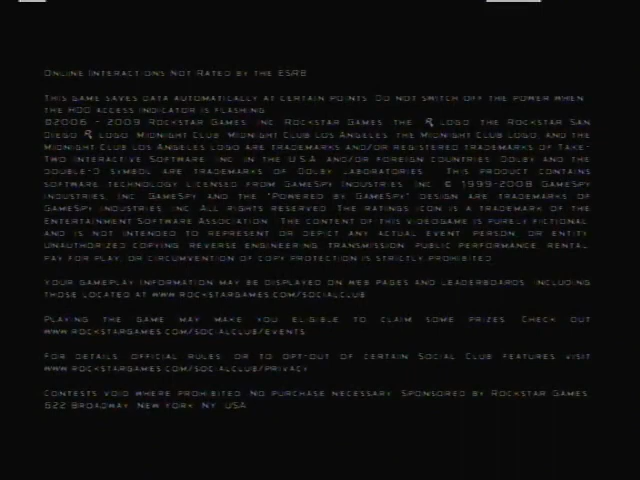 Online Interactions Not Rated by the ESRB
This game saves data automatically at certain points. Do not switch off the power when
the HDD access indicator is flashing.
©2006 - 2009 Rockstar Games, Inc. Rockstar Games, the R logo, the Rockstar San
Diego R logo, Midnight Club, Midnight Club Los Angeles, the Midnight Club logo, and the
Midnight Club Los Angeles logo are trademarks and/or registered trademarks of Take-
Two Interactive Software, Inc. in the U.S.A. and/or foreign countries. Dolby and the
double-D symbol are trademarks of Dolby Laboratories. This product contains
software technology licensed from GameSpy Industries, Inc. © 1999-2008 GameSpy
Industries, Inc. GameSpy and the "Powered by GameSpy" design are trademarks of
GameSpy Industries, Inc. All rights reserved. The ratings icon is a trademark of the
Entertainment Software Association. The content of this videogame is purely fictional,
and is not intended to represent or depict any actual event, person, or entity.
Unauthorized copying, reverse engineering, transmission, public performance, rental,
pay for play, or circumvention of copy protection is strictly prohibited.
Your gameplay information may be displayed on web pages and leaderboards, including
those located at www.rockstargames.com/socialclub.
Playing the game may make you eligible to claim some prizes. Check out
www.rockstargames.com/socialclub/events.
For details, official rules, or to opt-out of certain Social Club features, visit
www.rockstargames.com/socialclub/privacy.
Contests void where prohibited. No purchase necessary. Sponsored by Rockstar Games,
622 Broadway, New York, NY, USA.